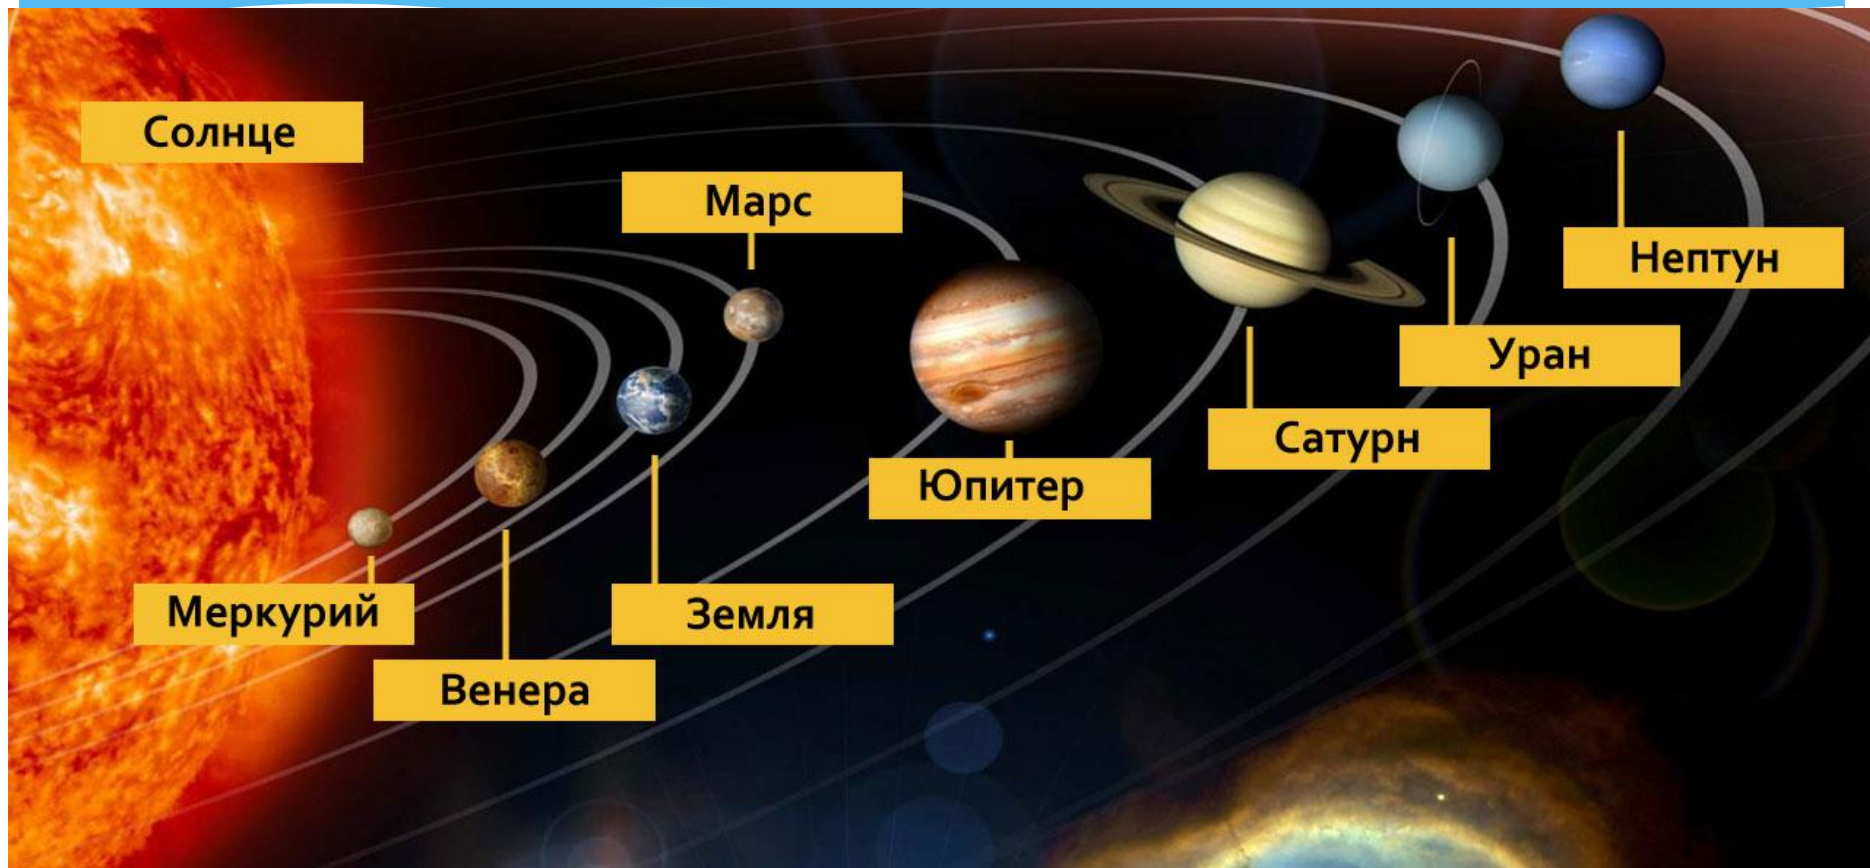 Солнце
Марс
Нептун
Уран
Сатурн
Юпитер
Меркурий
Земля
Венера